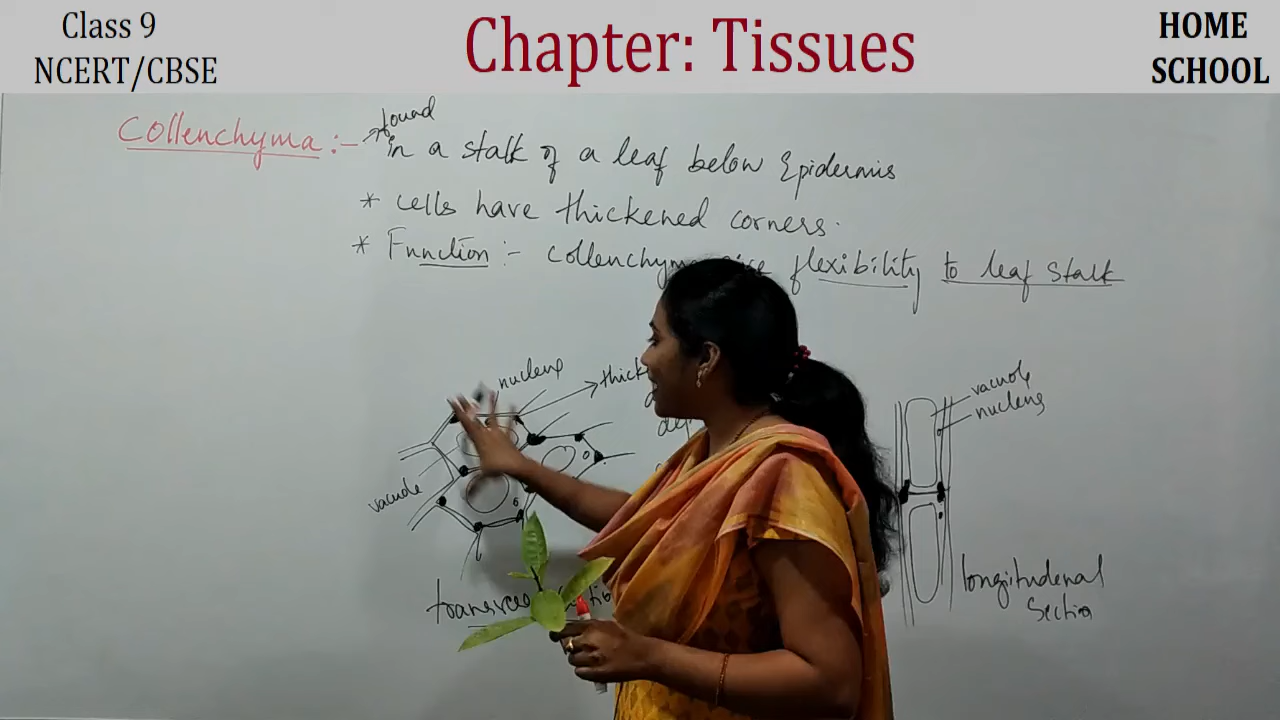 Class 9
NCERT/CBSE
Chapter: Tissues
HOME
SCHOOL
Collenchyma :- found
in a stalk of a leaf below Epidermis
* cells have thickened corners.
* Function :- collenchyma flexibility to leaf stalk
nucleus
vacuole
vacuole
nucleus
longitudenal
Section